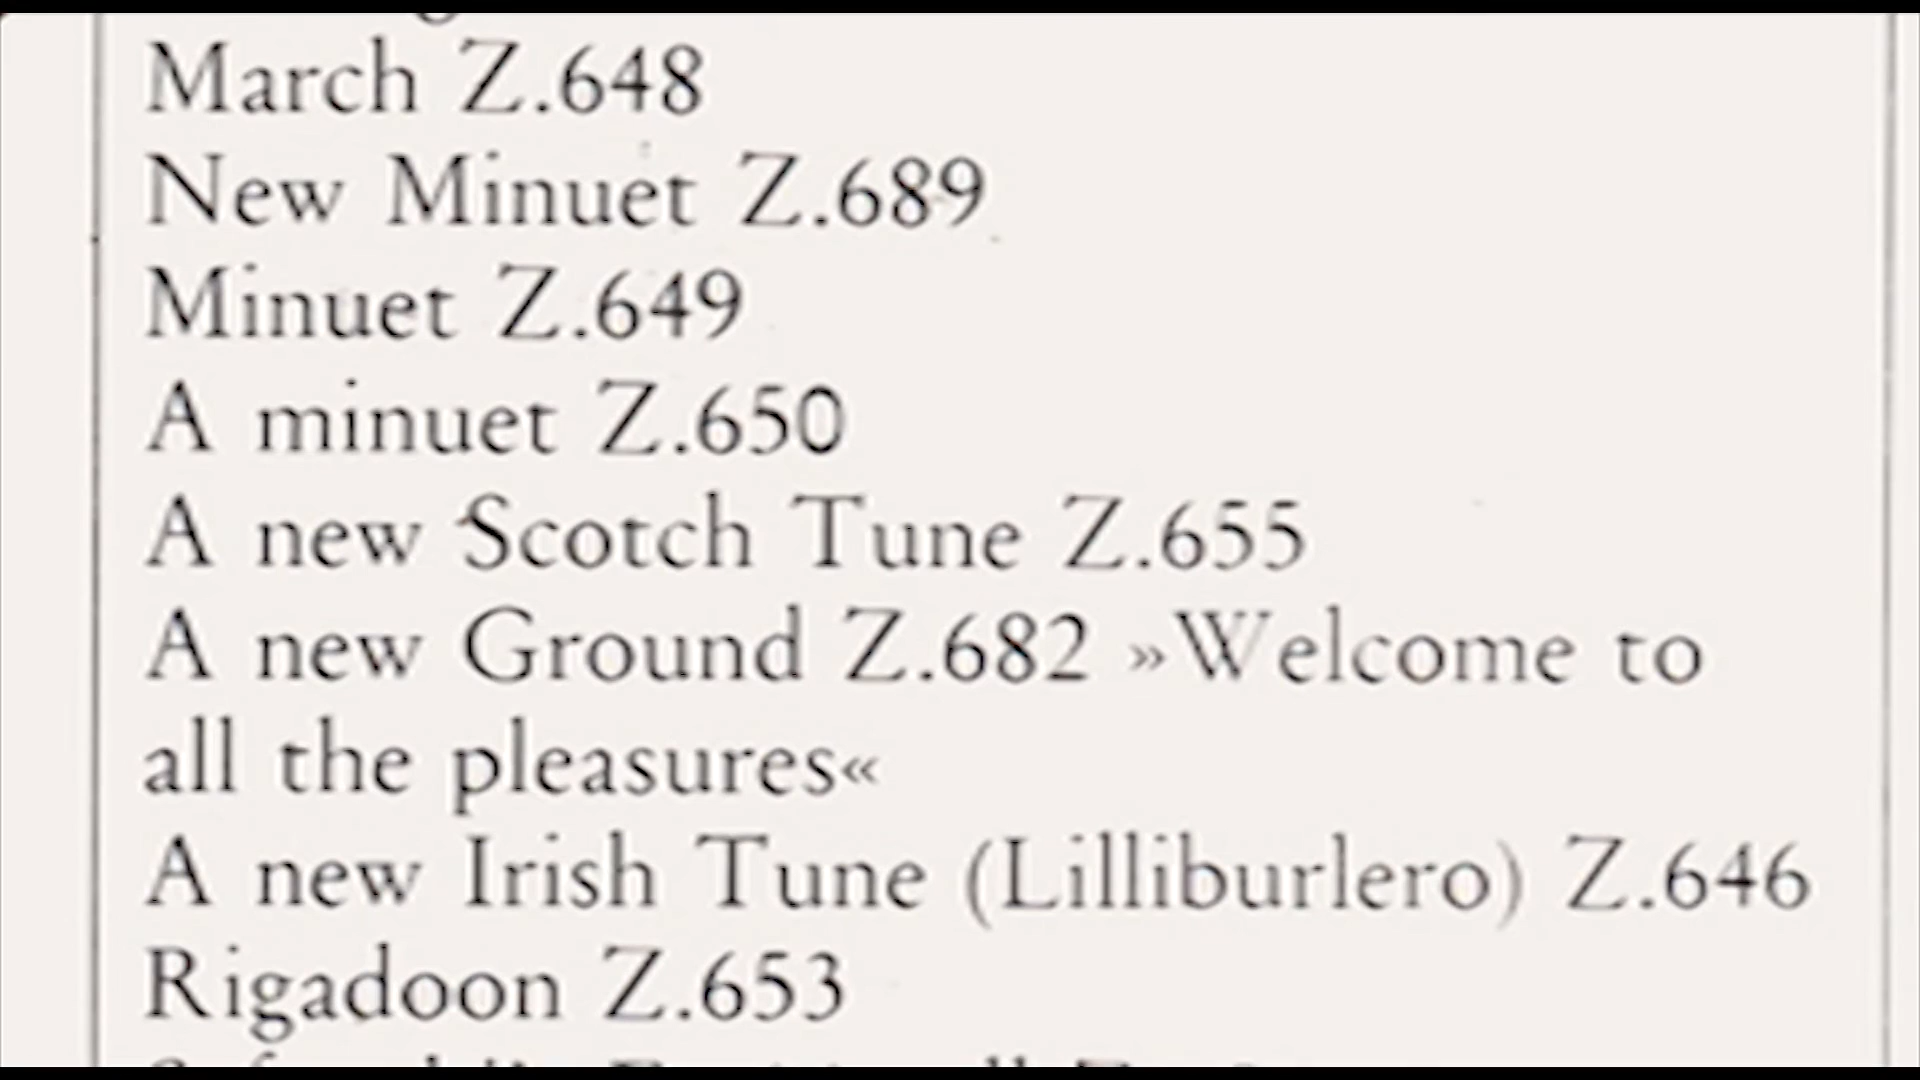 March Z.648
New Minuet Z.689
Minuet Z.649
A minuet Z.650
A new Scotch Tune Z.655
A new Ground Z.682 »Welcome to
all the pleasures«
A new Irish Tune (Lilliburlero) Z.646
Rigadoon Z.653